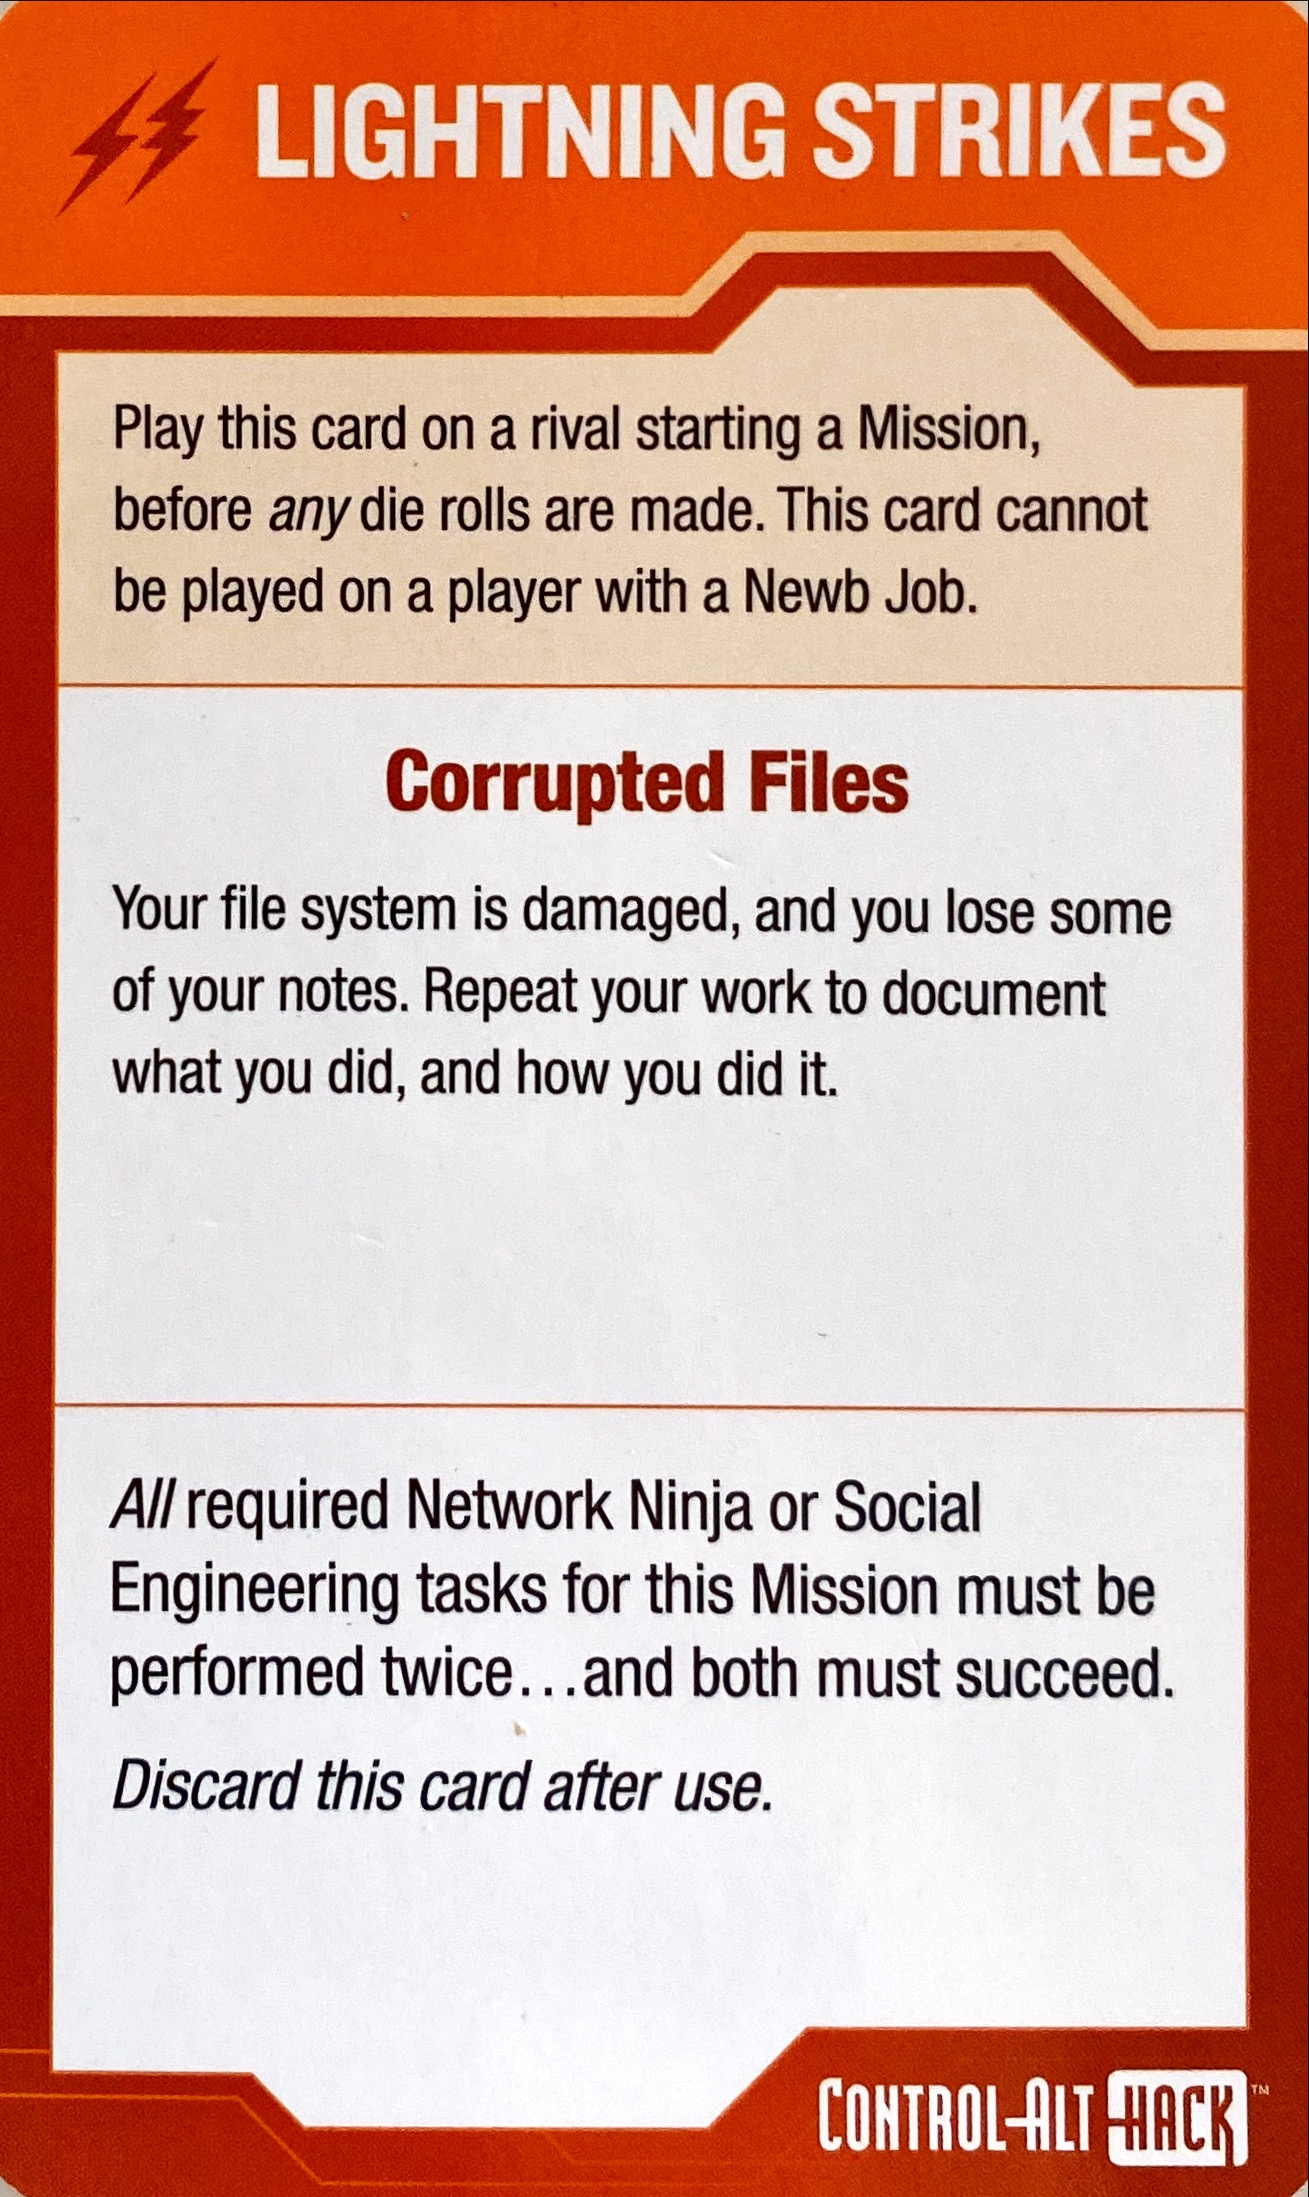 LIGHTNING STRIKES
Play this card on a rival starting a Mission,
before any die rolls are made. This card cannot
be played on a player with a Newb Job.
Corrupted Files
Your file system is damaged, and you lose some
of your notes. Repeat your work to document
what you did, and how you did it.
All required Network Ninja or Social
Engineering tasks for this Mission must be
performed twice...and both must succeed.
Discard this card after use.
CONTROL-ALT-HACK™